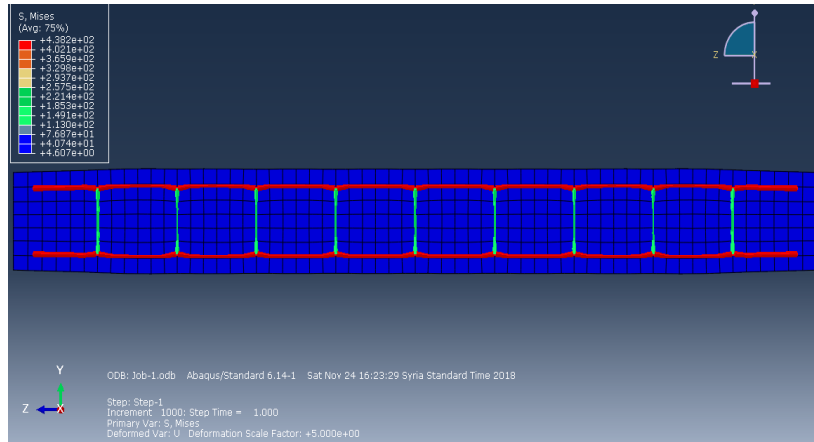 S, Mises
(Avg: 75%)
+4.382e+02
+4.021e+02
+3.659e+02
+3.298e+02
+2.937e+02
+2.575e+02
+2.214e+02
+1.853e+02
+1.491e+02
+1.130e+02
+7.687e+01
+4.074e+01
+4.607e+00
Z
X
ODB: Job-1.odb Abaqus/Standard 6.14-1 Sat Nov 24 16:23:29 Syria Standard Time 2018
Y
Z
X
Step: Step-1
Increment 1000: Step Time = 1.000
Primary Var: S, Mises
Deformed Var: U Deformation Scale Factor: +5.000e+00